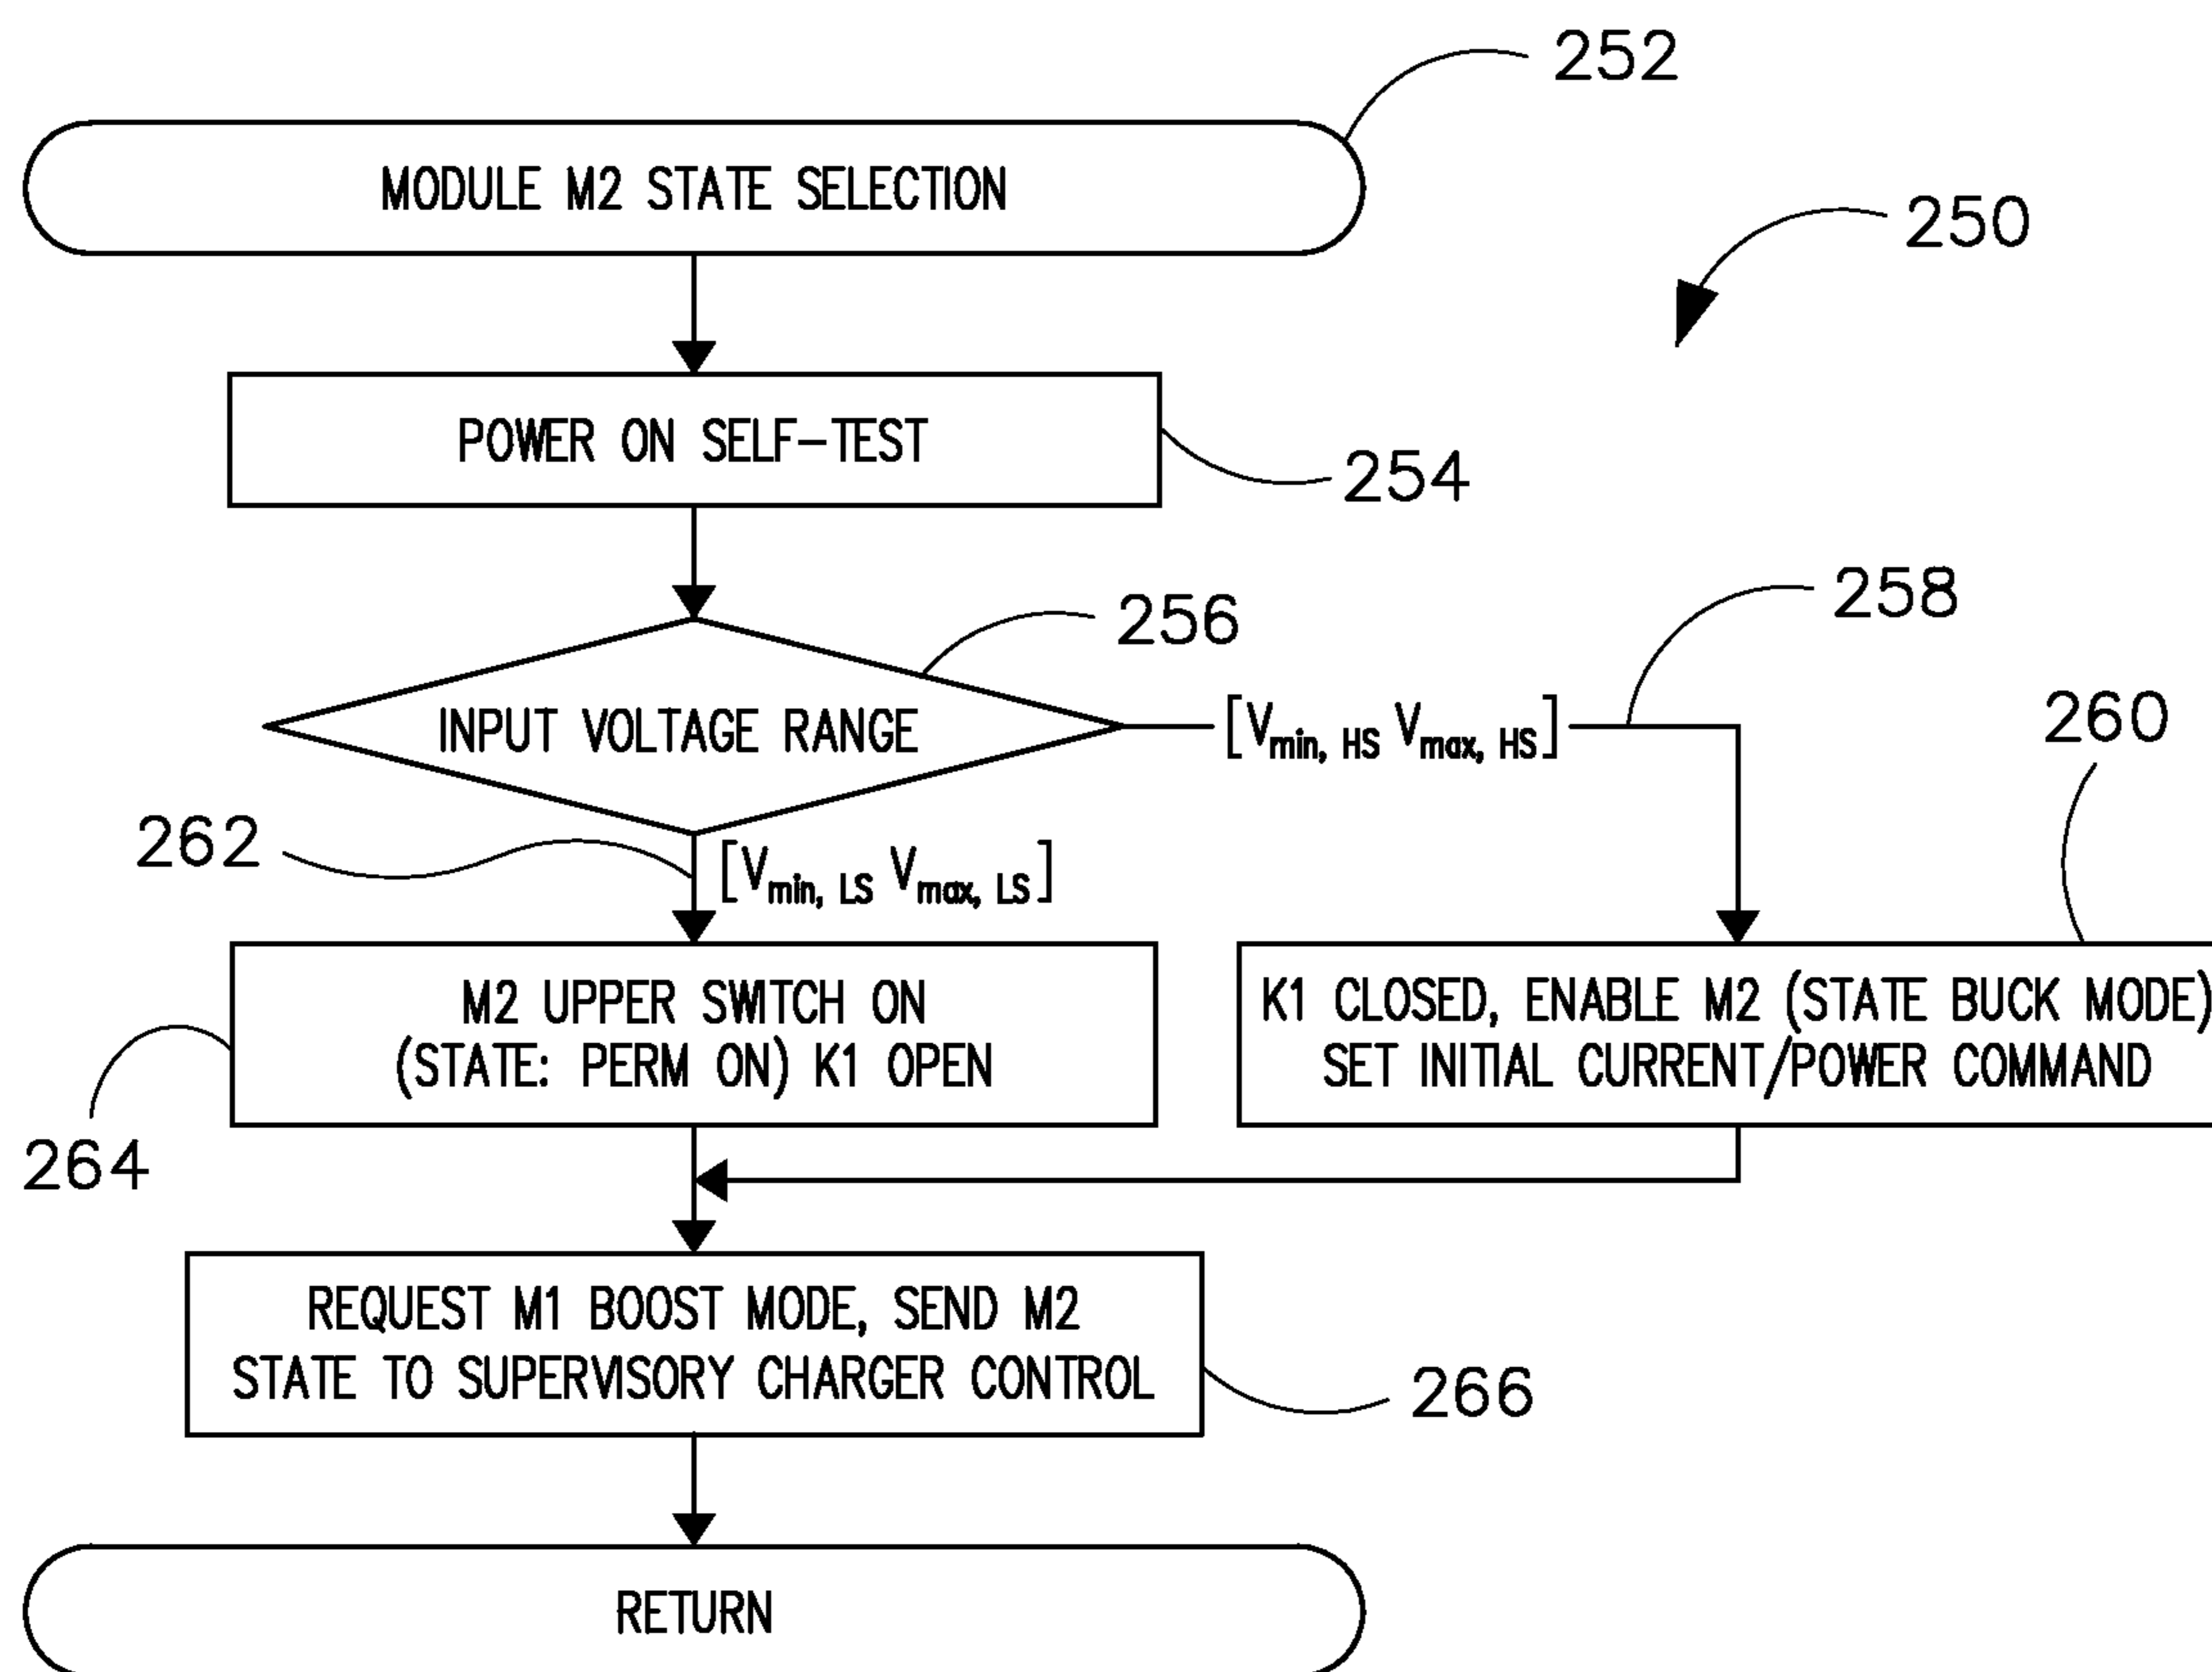 252
MODULE M2 STATE SELECTION
250
POWER ON SELF-TEST
254
256
258
INPUT VOLTAGE RANGE
[Vmin, HS Vmax, HS]
260
262
[Vmin, LS Vmax, LS]
M2 UPPER SWITCH ON
(STATE: PERM ON) K1 OPEN
K1 CLOSED, ENABLE M2 (STATE BUCK MODE)
SET INITIAL CURRENT/POWER COMMAND
264
REQUEST M1 BOOST MODE, SEND M2
STATE TO SUPERVISORY CHARGER CONTROL
266
RETURN